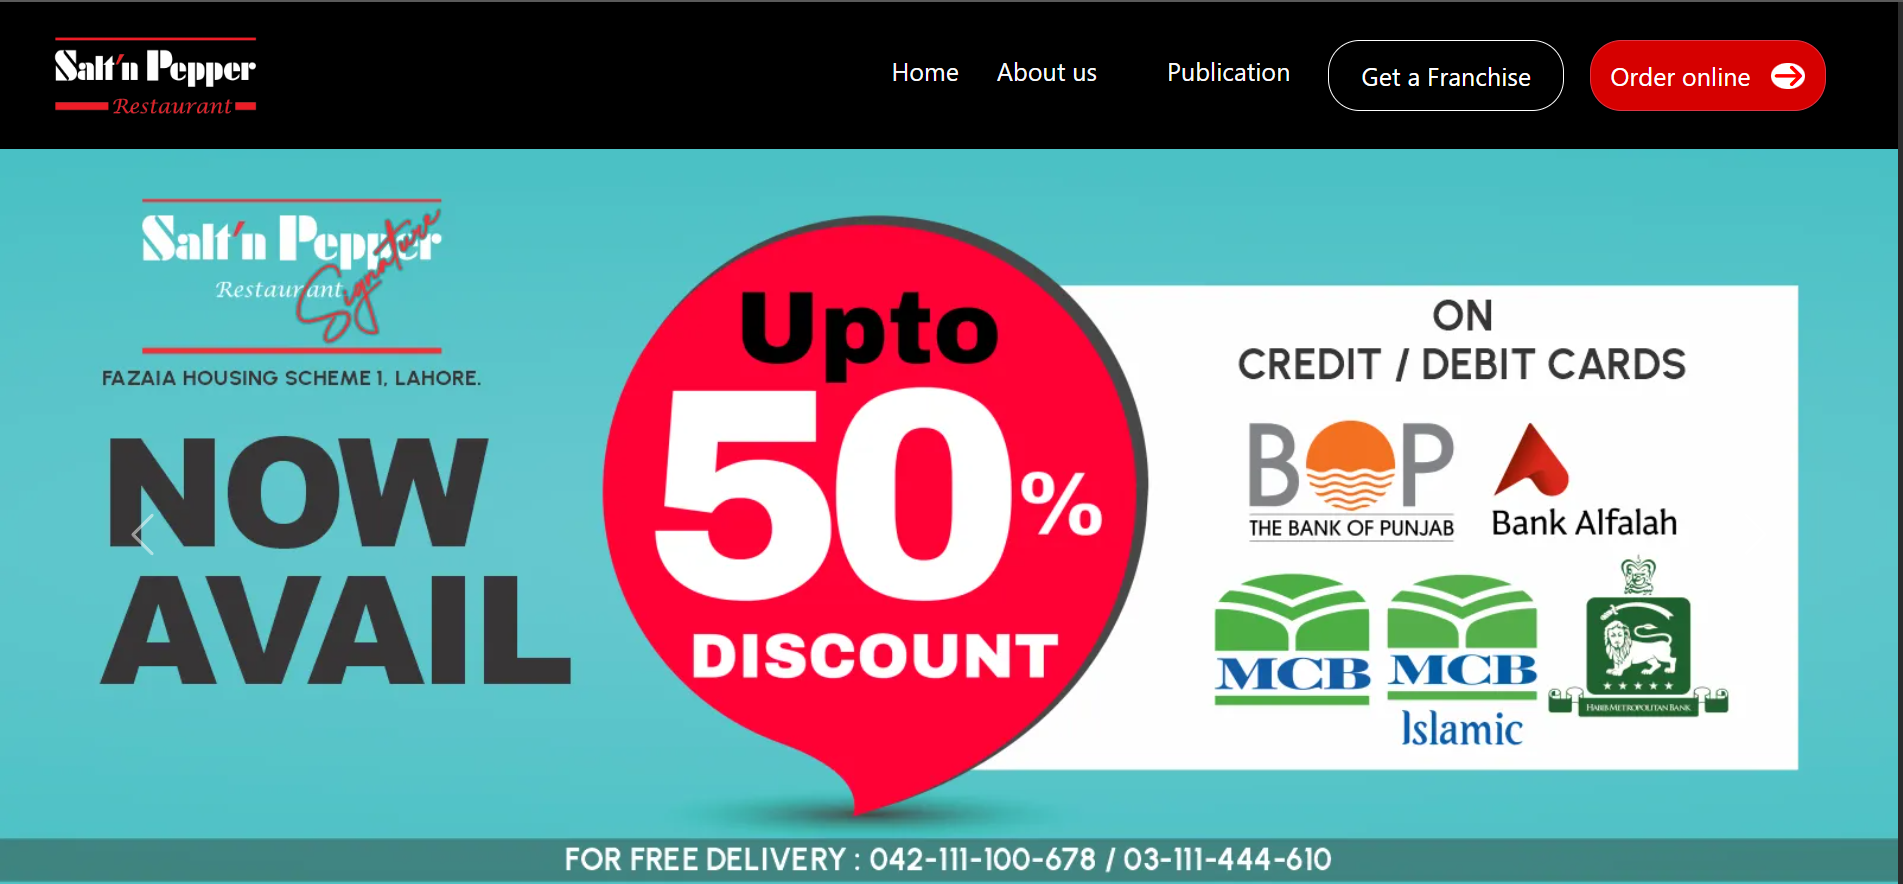 Salt'n Pepper
Restaurant
Home About us Publication Get a Franchise Order online
Salt'n Pepper
Restaurant
Signature
FAZAIA HOUSING SCHEME 1, LAHORE.
NOW
AVAIL
Upto
50%
DISCOUNT
ON
CREDIT / DEBIT CARDS
BOP
THE BANK OF PUNJAB
Bank Alfalah
MCB
MCB
Islamic
HABIB METROPOLITAN BANK
FOR FREE DELIVERY : 042-111-100-678 / 03-111-444-610